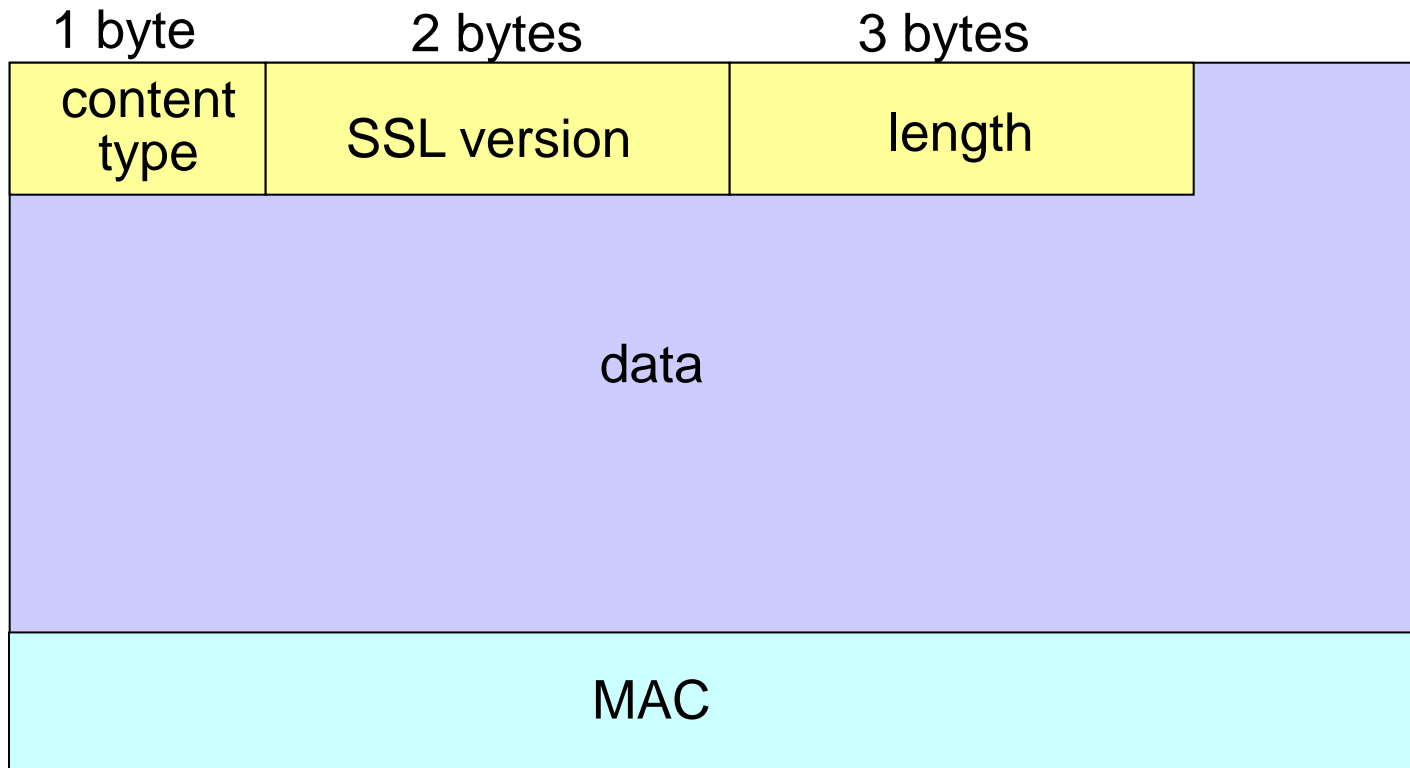 1 byte 2 bytes 3 bytes
content
type
SSL version
length
data
MAC